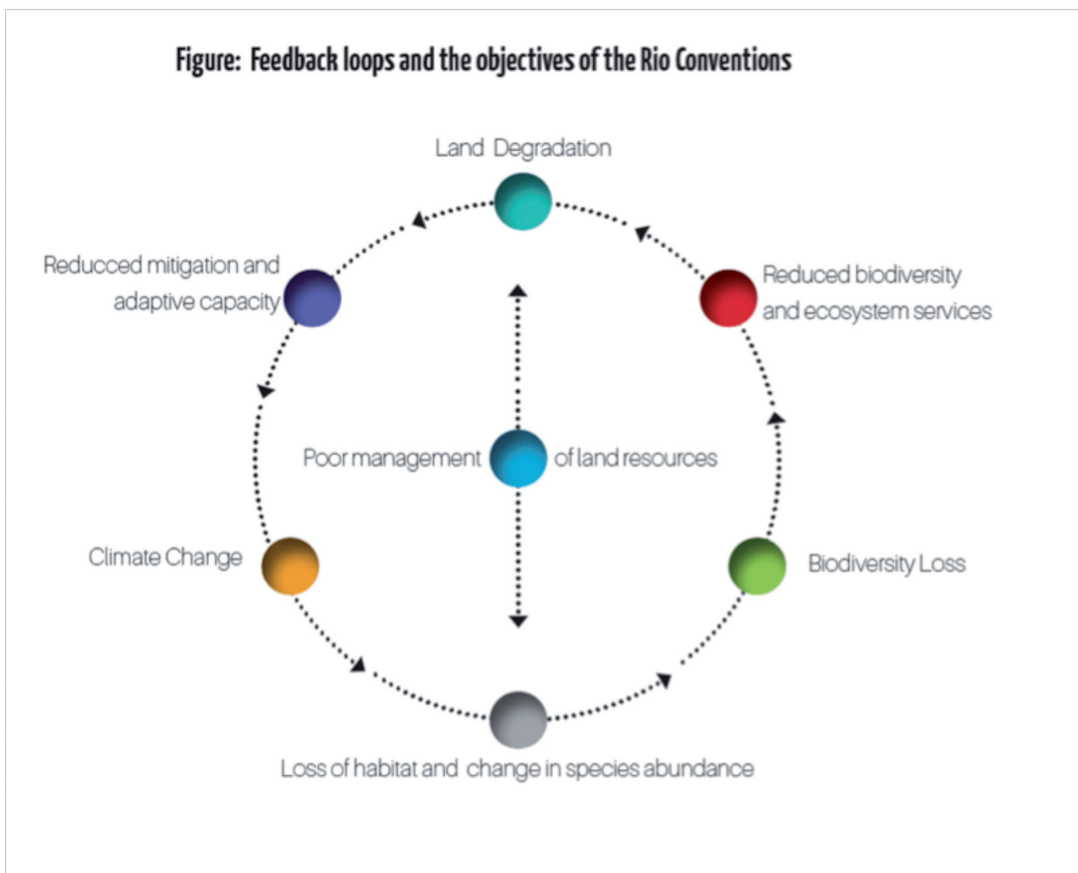 Figure: Feedback loops and the objectives of the Rio Conventions
Land Degradation
Reducced mitigation and
adaptive capacity
Reduced biodiversity
and ecosystem services
Poor management of land resources
Climate Change
Biodiversity Loss
Loss of habitat and change in species abundance